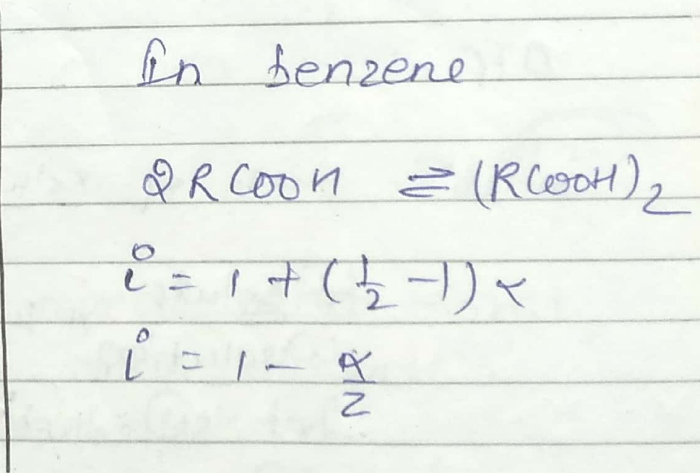 In benzene
2RCOOH ⇌ (RCOOH)₂
i = 1 + (1/2 - 1) α
i = 1 - α/2